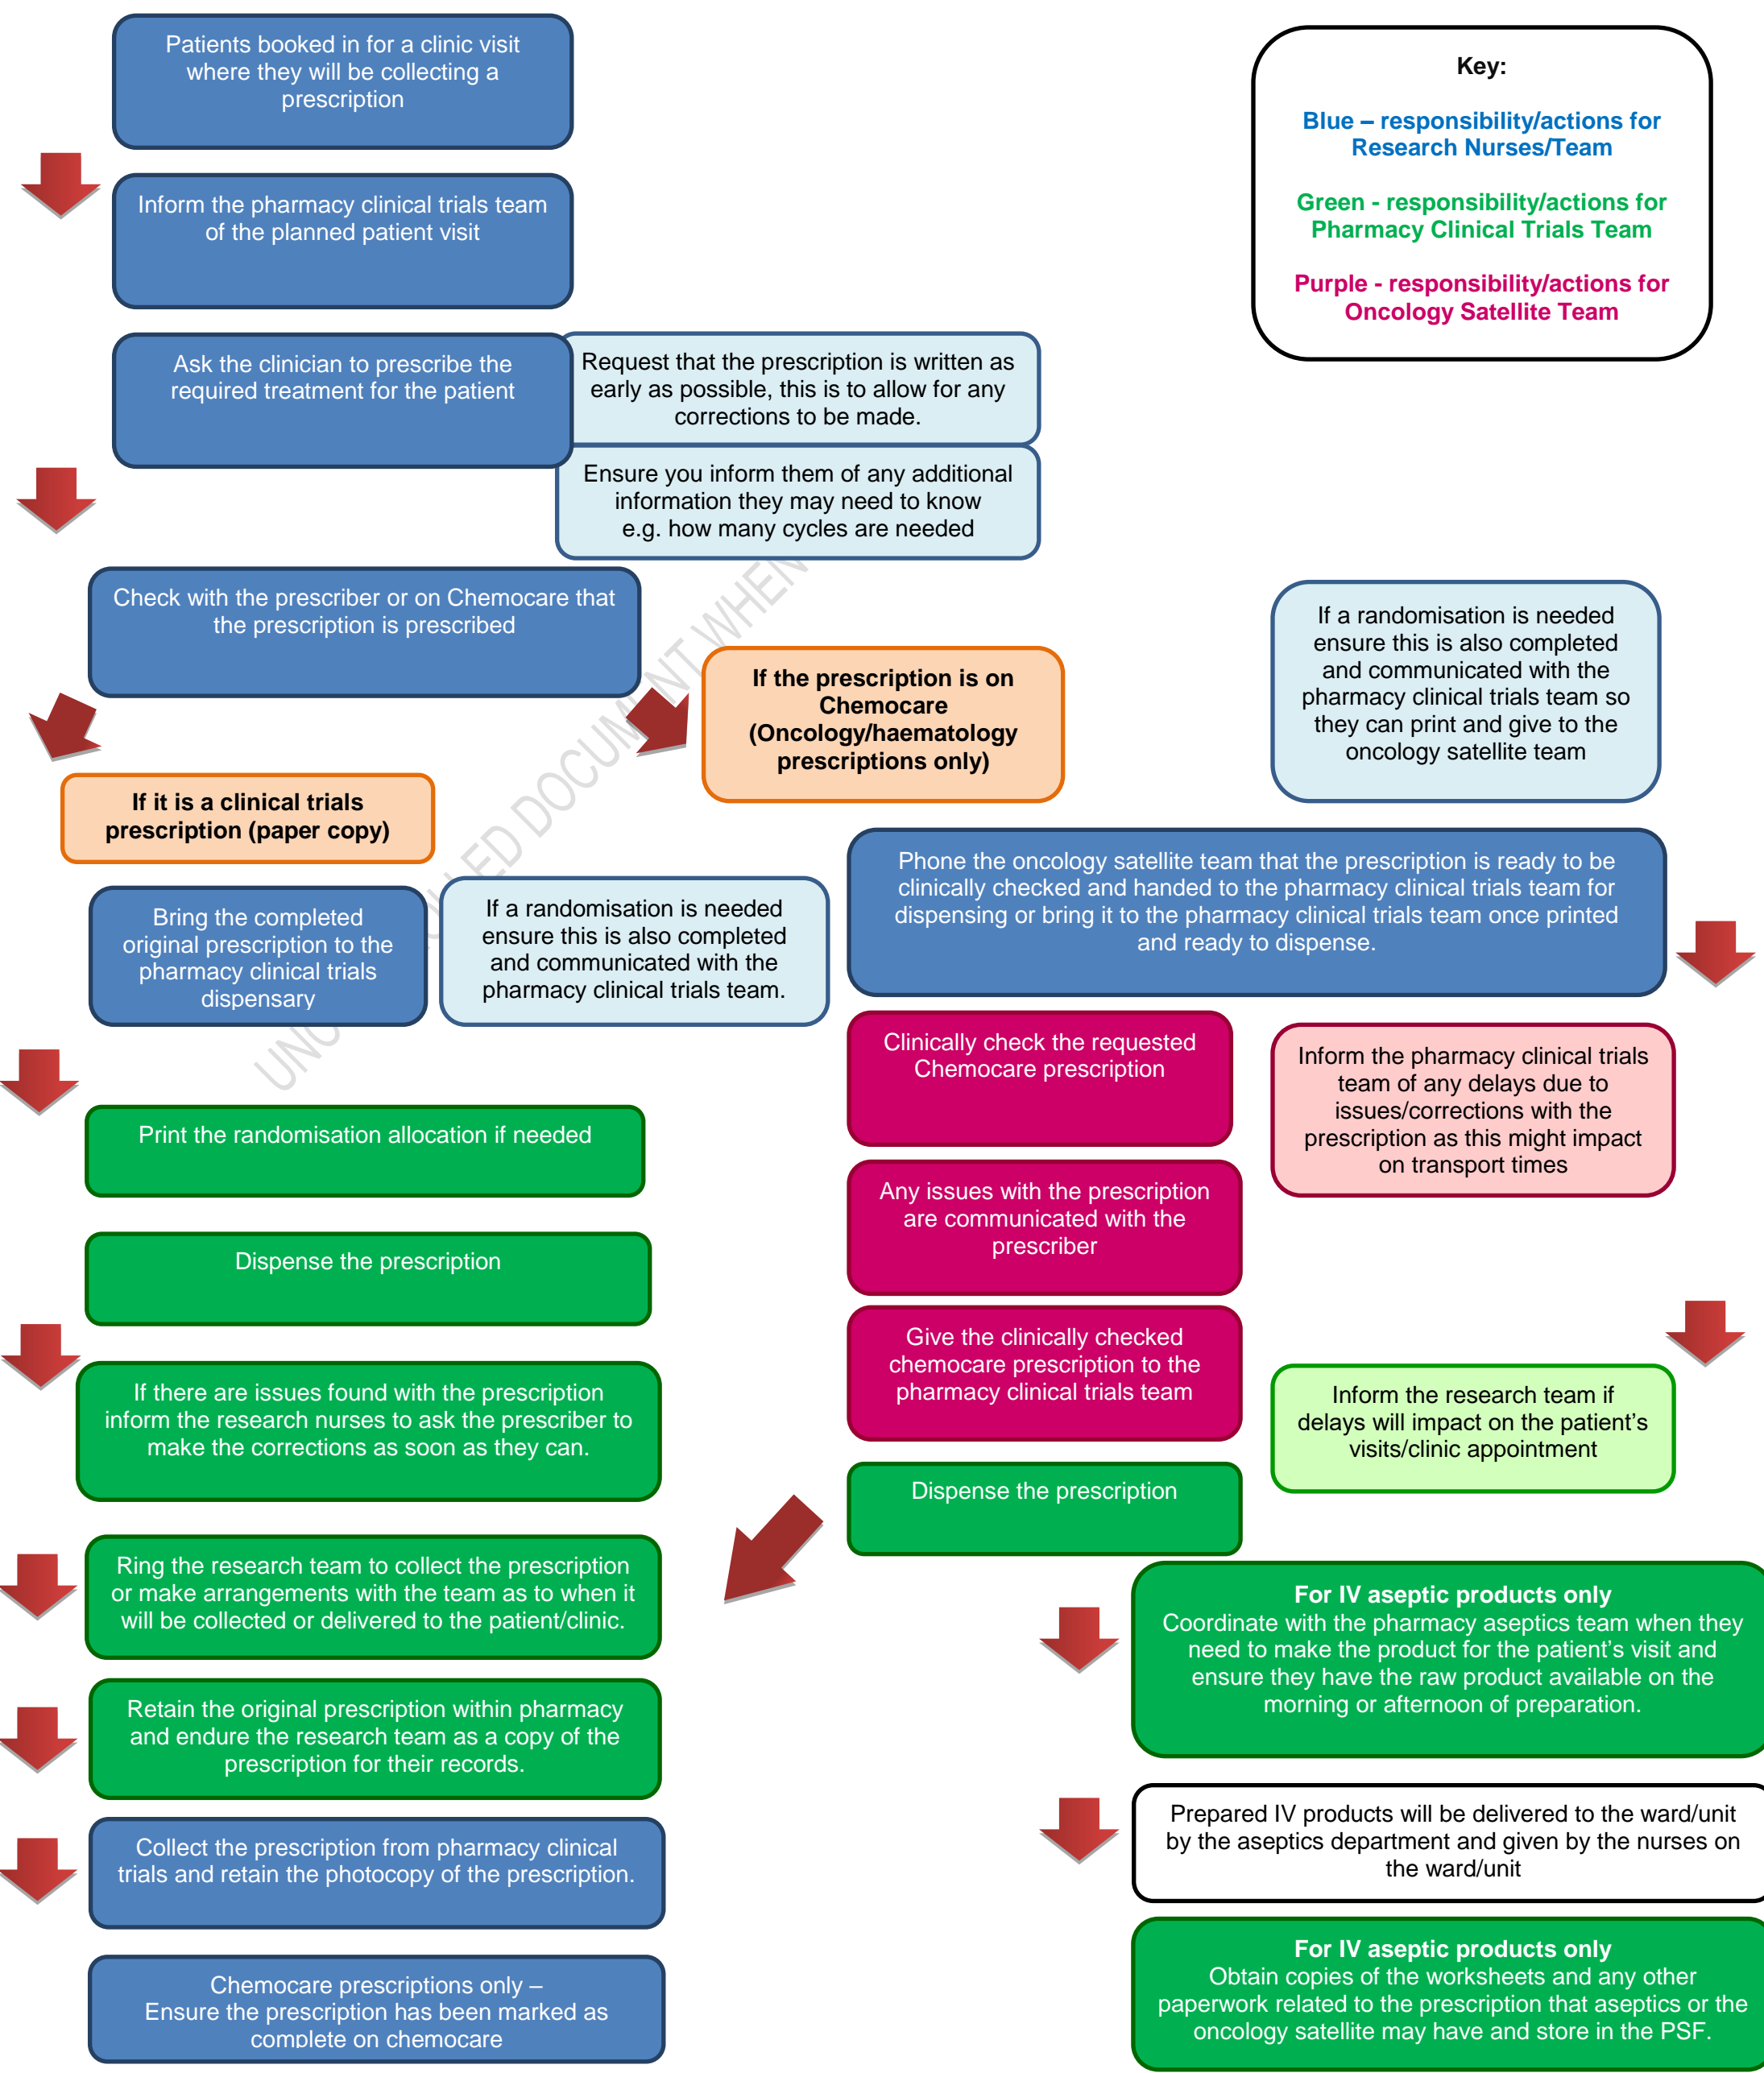 Patients booked in for a clinic visit
where they will be collecting a
prescription
Key:
Blue – responsibility/actions for
Research Nurses/Team
Green - responsibility/actions for
Pharmacy Clinical Trials Team
Purple - responsibility/actions for
Oncology Satellite Team
Inform the pharmacy clinical trials team
of the planned patient visit
Ask the clinician to prescribe the
required treatment for the patient
Request that the prescription is written as
early as possible, this is to allow for any
corrections to be made.
Ensure you inform them of any additional
information they may need to know
e.g. how many cycles are needed
Check with the prescriber or on Chemocare that
the prescription is prescribed
If the prescription is on
Chemocare
(Oncology/haematology
prescriptions only)
If a randomisation is needed
ensure this is also completed
and communicated with the
pharmacy clinical trials team so
they can print and give to the
oncology satellite team
If it is a clinical trials
prescription (paper copy)
Bring the completed
original prescription to the
pharmacy clinical trials
dispensary
If a randomisation is needed
ensure this is also completed
and communicated with the
pharmacy clinical trials team.
Phone the oncology satellite team that the prescription is ready to be
clinically checked and handed to the pharmacy clinical trials team for
dispensing or bring it to the pharmacy clinical trials team once printed
and ready to dispense.
Clinically check the requested
Chemocare prescription
Inform the pharmacy clinical trials
team of any delays due to
issues/corrections with the
prescription as this might impact
on transport times
Print the randomisation allocation if needed
Any issues with the prescription
are communicated with the
prescriber
Dispense the prescription
Give the clinically checked
chemocare prescription to the
pharmacy clinical trials team
If there are issues found with the prescription
inform the research nurses to ask the prescriber to
make the corrections as soon as they can.
Inform the research team if
delays will impact on the patient's
visits/clinic appointment
Dispense the prescription
Ring the research team to collect the prescription
or make arrangements with the team as to when it
will be collected or delivered to the patient/clinic.
For IV aseptic products only
Coordinate with the pharmacy aseptics team when they
need to make the product for the patient's visit and
ensure they have the raw product available on the
morning or afternoon of preparation.
Retain the original prescription within pharmacy
and endure the research team as a copy of the
prescription for their records.
Prepared IV products will be delivered to the ward/unit
by the aseptics department and given by the nurses on
the ward/unit
Collect the prescription from pharmacy clinical
trials and retain the photocopy of the prescription.
For IV aseptic products only
Obtain copies of the worksheets and any other
paperwork related to the prescription that aseptics or the
oncology satellite may have and store in the PSF.
Chemocare prescriptions only –
Ensure the prescription has been marked as
complete on chemocare
DOCUMENT WHEN